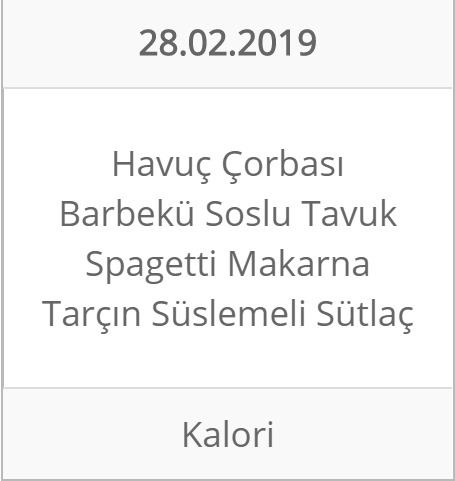 28.02.2019
Havuç Çorbası
Barbekü Soslu Tavuk
Spagetti Makarna
Tarçın Süslemeli Sütlaç
Kalori